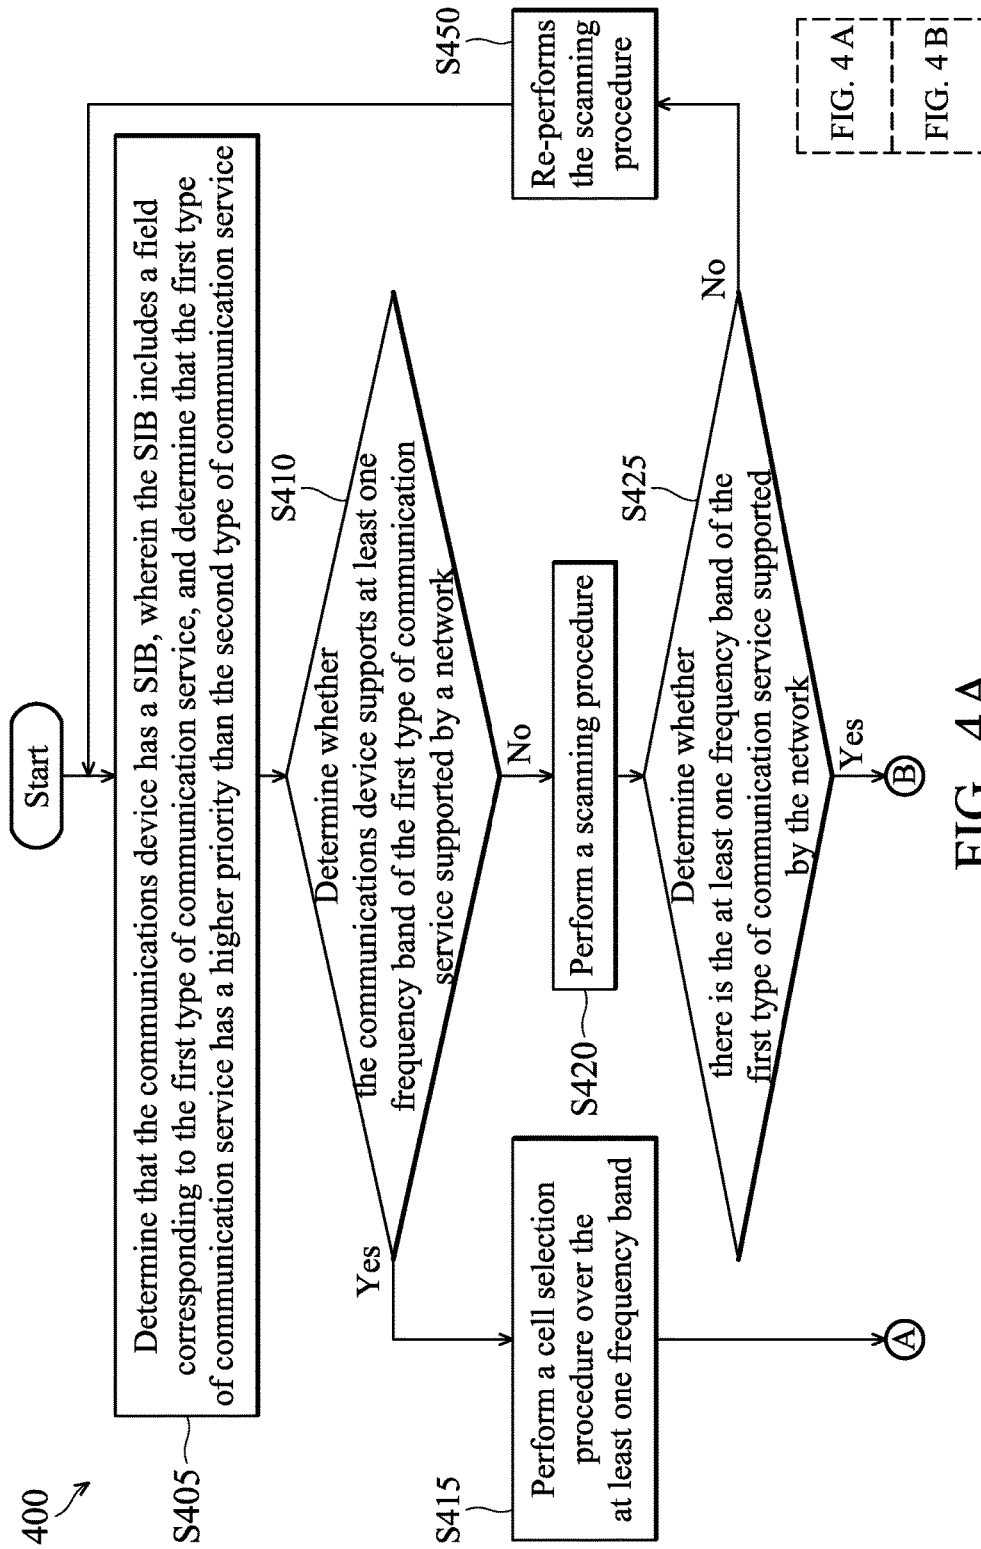 400
Start
S405
Determine that the communications device has a SIB, wherein the SIB includes a field
corresponding to the first type of communication service, and determine that the first type
of communication service has a higher priority than the second type of communication service
S410
Determine whether
the communications device supports at least one
frequency band of the first type of communication
service supported by a network
Yes
No
S415
Perform a cell selection
procedure over the
at least one frequency band
S420
Perform a scanning procedure
S425
Determine whether
there is the at least one frequency band of the
first type of communication service supported
by the network
No
Yes
S450
Re-performs
the scanning
procedure
A
B
FIG. 4A
FIG. 4A
FIG. 4B